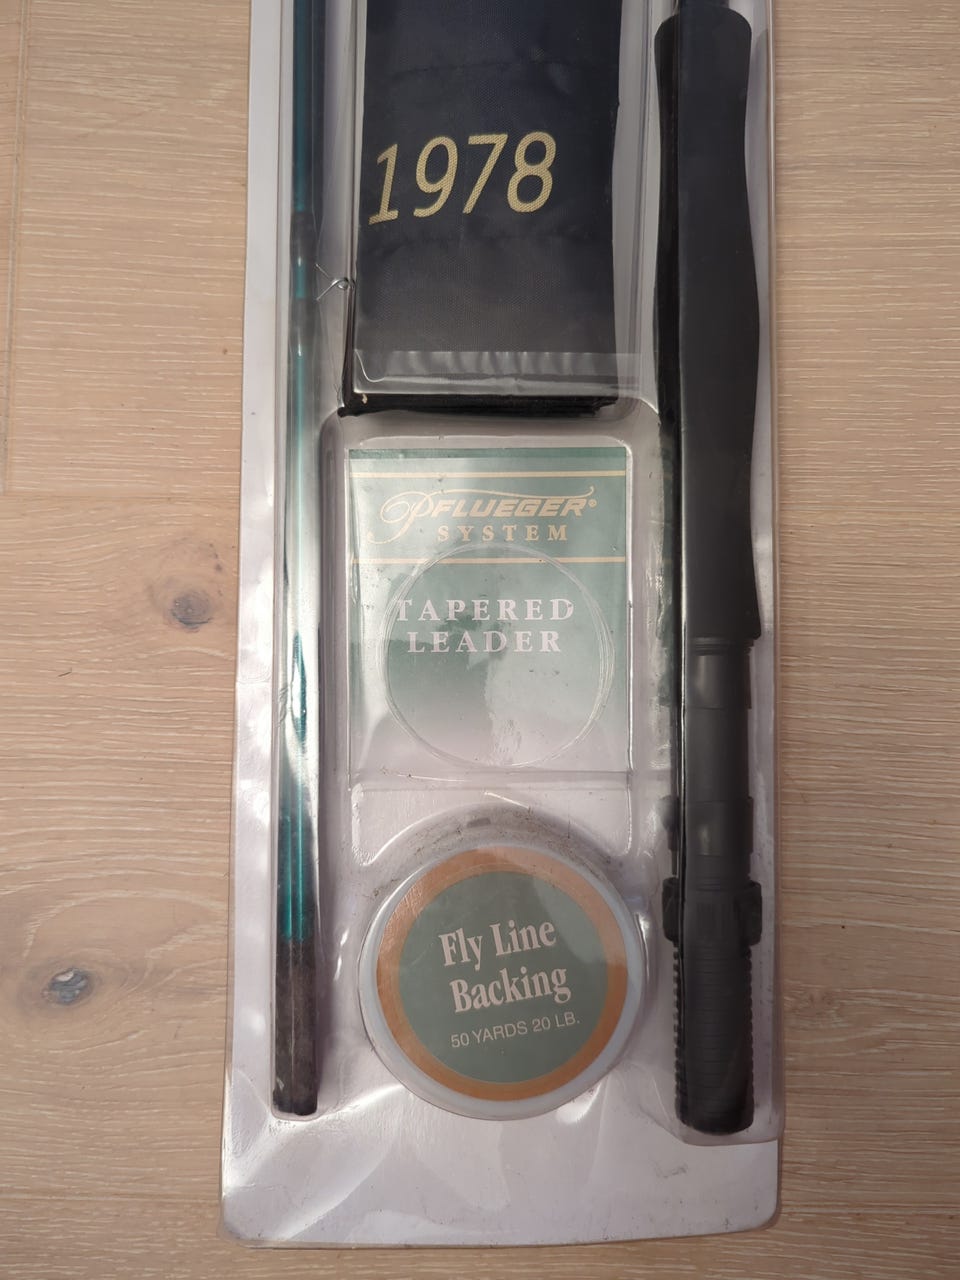 1978
PFLUEGER®
SYSTEM
TAPERED
LEADER
Fly Line
Backing
50 YARDS 20 LB.